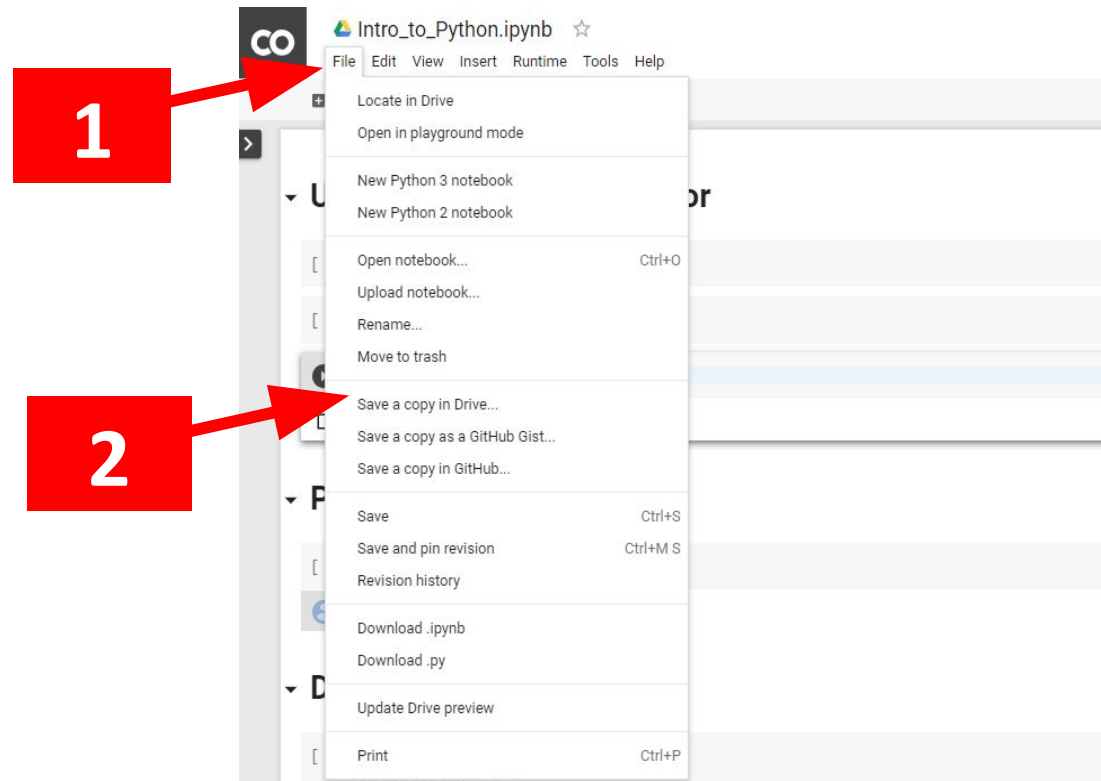 CO
Intro_to_Python.ipynb
File Edit View Insert Runtime Tools Help
1
Locate in Drive
Open in playground mode
New Python 3 notebook
U
or
New Python 2 notebook
[
Open notebook... Ctrl+O
Upload notebook...
[
Rename...
Move to trash
2
Save a copy in Drive...
Save a copy as a GitHub Gist...
Save a copy in GitHub...
P
Save Ctrl+S
Save and pin revision Ctrl+M S
[
Revision history
Download .ipynb
Download .py
D
Update Drive preview
[
Print Ctrl+P